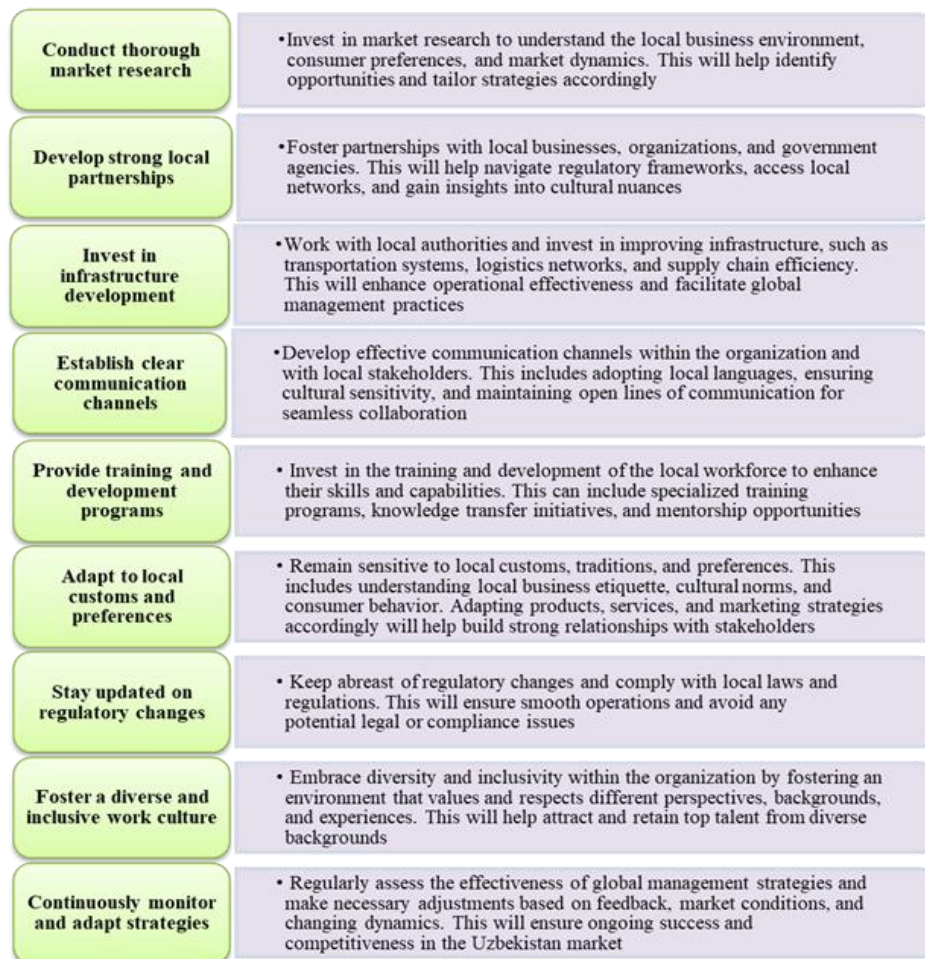 Conduct thorough
market research
•Invest in market research to understand the local business environment,
consumer preferences, and market dynamics. This will help identify
opportunities and tailor strategies accordingly
Develop strong local
partnerships
•Foster partnerships with local businesses, organizations, and government
agencies. This will help navigate regulatory frameworks, access local
networks, and gain insights into cultural nuances
Invest in
infrastructure
development
•Work with local authorities and invest in improving infrastructure, such as
transportation systems, logistics networks, and supply chain efficiency.
This will enhance operational effectiveness and facilitate global
management practices
Establish clear
communication
channels
•Develop effective communication channels within the organization and
with local stakeholders. This includes adopting local languages, ensuring
cultural sensitivity, and maintaining open lines of communication for
seamless collaboration
Provide training and
development
programs
• Invest in the training and development of the local workforce to enhance
their skills and capabilities. This can include specialized training
programs, knowledge transfer initiatives, and mentorship opportunities
Adapt to local
customs and
preferences
• Remain sensitive to local customs, traditions, and preferences. This
includes understanding local business etiquette, cultural norms, and
consumer behavior. Adapting products, services, and marketing strategies
accordingly will help build strong relationships with stakeholders
Stay updated on
regulatory changes
• Keep abreast of regulatory changes and comply with local laws and
regulations. This will ensure smooth operations and avoid any
potential legal or compliance issues
Foster a diverse and
inclusive work culture
• Embrace diversity and inclusivity within the organization by fostering an
environment that values and respects different perspectives, backgrounds,
and experiences. This will help attract and retain top talent from diverse
backgrounds
Continuously monitor
and adapt strategies
• Regularly assess the effectiveness of global management strategies and
make necessary adjustments based on feedback, market conditions, and
changing dynamics. This will ensure ongoing success and
competitiveness in the Uzbekistan market